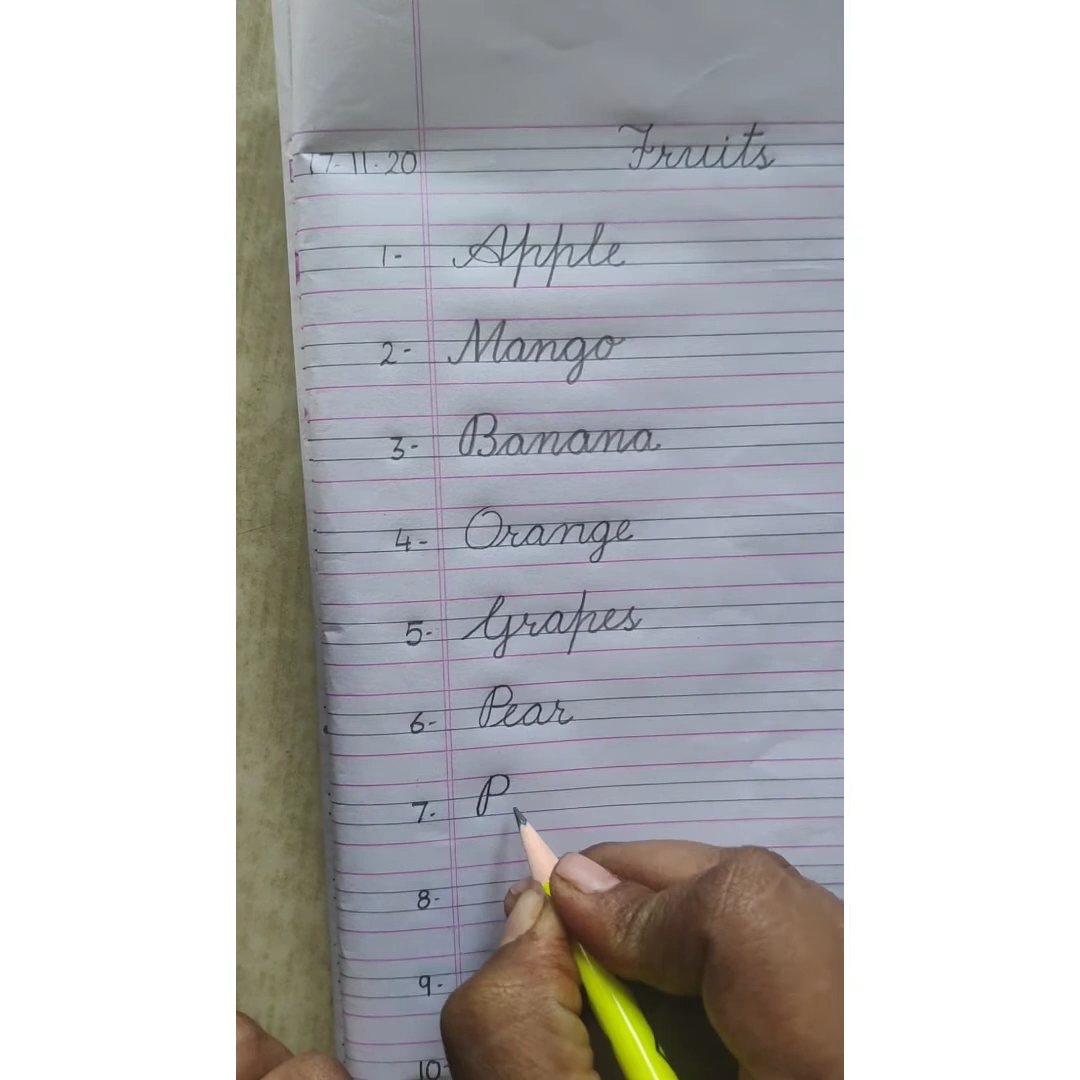 17-11-20 Fruits
1- Apple
2- Mango
3- Banana
4- Orange
5- Grapes
6- Pear
7- P
8-
9-
10-